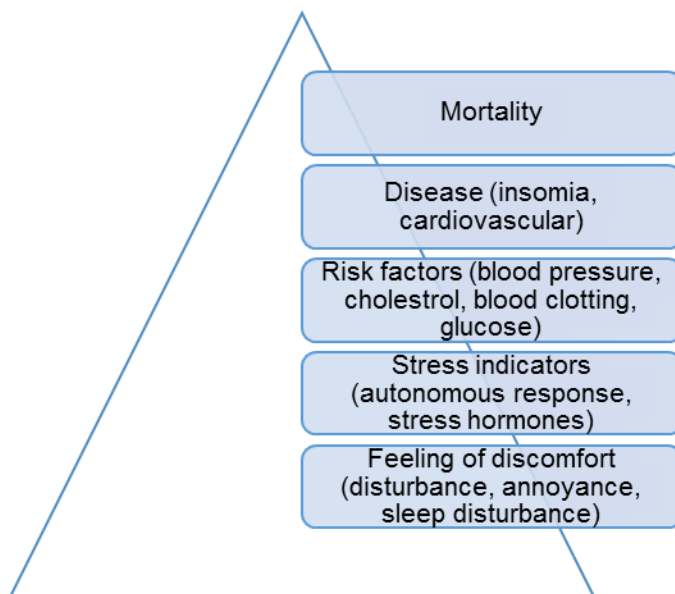 Mortality
Disease (insomia,
cardiovascular)
Risk factors (blood pressure,
cholestrol, blood clotting,
glucose)
Stress indicators
(autonomous response,
stress hormones)
Feeling of discomfort
(disturbance, annoyance,
sleep disturbance)